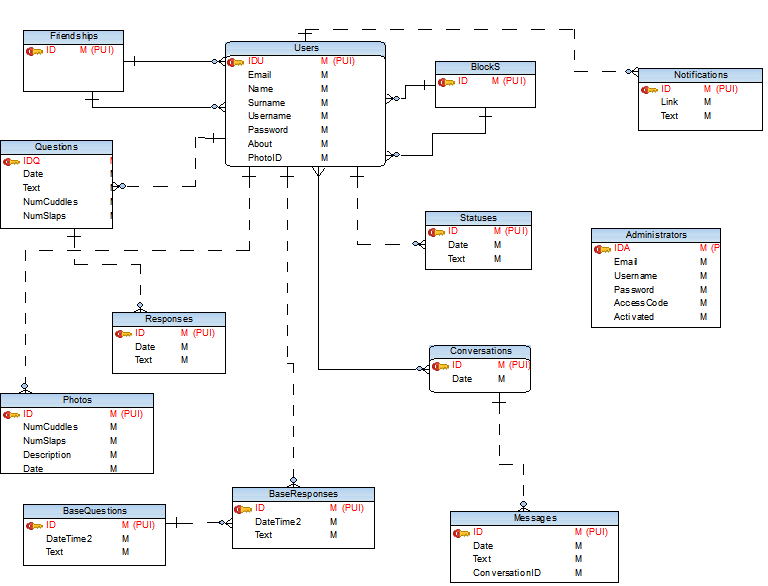 Friendships
ID M (PUI)
Users
IDU M (PUI)
Email M
Name M
Surname M
Username M
Password M
About M
PhotoID M
BlockS
ID M (PUI)
Notifications
ID M (PUI)
Link M
Text M
Questions
IDQ
Date
Text
NumCuddles
NumSlaps
Statuses
ID M (PUI)
Date M
Text M
Administrators
IDA M (P
Email M
Username M
Password M
AccessCode M
Activated M
Responses
ID M (PUI)
Date M
Text M
Conversations
ID M (PUI)
Date M
Photos
ID M (PUI)
NumCuddles M
NumSlaps M
Description M
Date M
BaseResponses
ID M (PUI)
DateTime2 M
Text M
BaseQuestions
ID M (PUI)
DateTime2 M
Text M
Messages
ID M (PUI)
Date M
Text M
ConversationID M